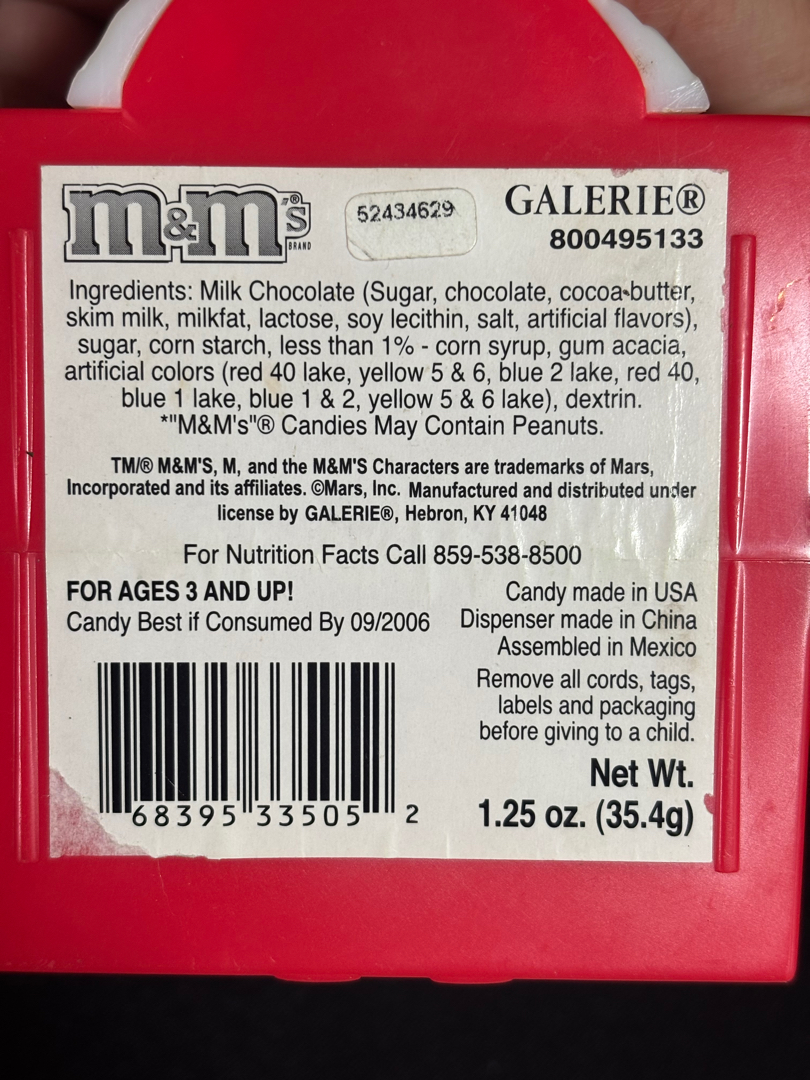 m&m's® BRAND
52434629
GALERIE®
800495133
Ingredients: Milk Chocolate (Sugar, chocolate, cocoa butter,
skim milk, milkfat, lactose, soy lecithin, salt, artificial flavors),
sugar, corn starch, less than 1% - corn syrup, gum acacia,
artificial colors (red 40 lake, yellow 5 & 6, blue 2 lake, red 40,
blue 1 lake, blue 1 & 2, yellow 5 & 6 lake), dextrin.
*"M&M's"® Candies May Contain Peanuts.
TM/® M&M'S, M, and the M&M'S Characters are trademarks of Mars,
Incorporated and its affiliates. ©Mars, Inc. Manufactured and distributed under
license by GALERIE®, Hebron, KY 41048
For Nutrition Facts Call 859-538-8500
FOR AGES 3 AND UP!
Candy Best if Consumed By 09/2006
Candy made in USA
Dispenser made in China
Assembled in Mexico
Remove all cords, tags,
labels and packaging
before giving to a child.
Net Wt.
1.25 oz. (35.4g)
68395 33505 2